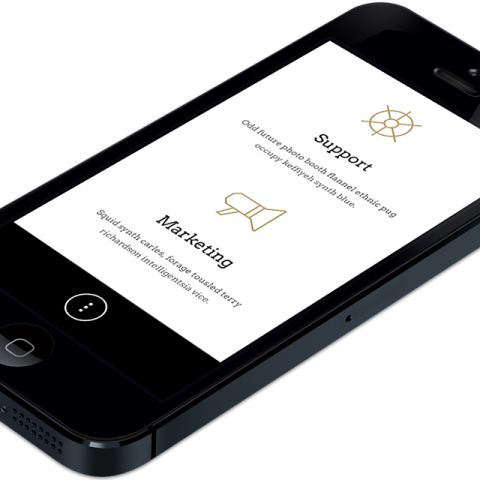 Support
Odd future photo booth flannel ethnic pug
occupy keffiyeh synth blue.
Marketing
Squid synth carles, forage tousled terry
richardson intelligentsia vice.